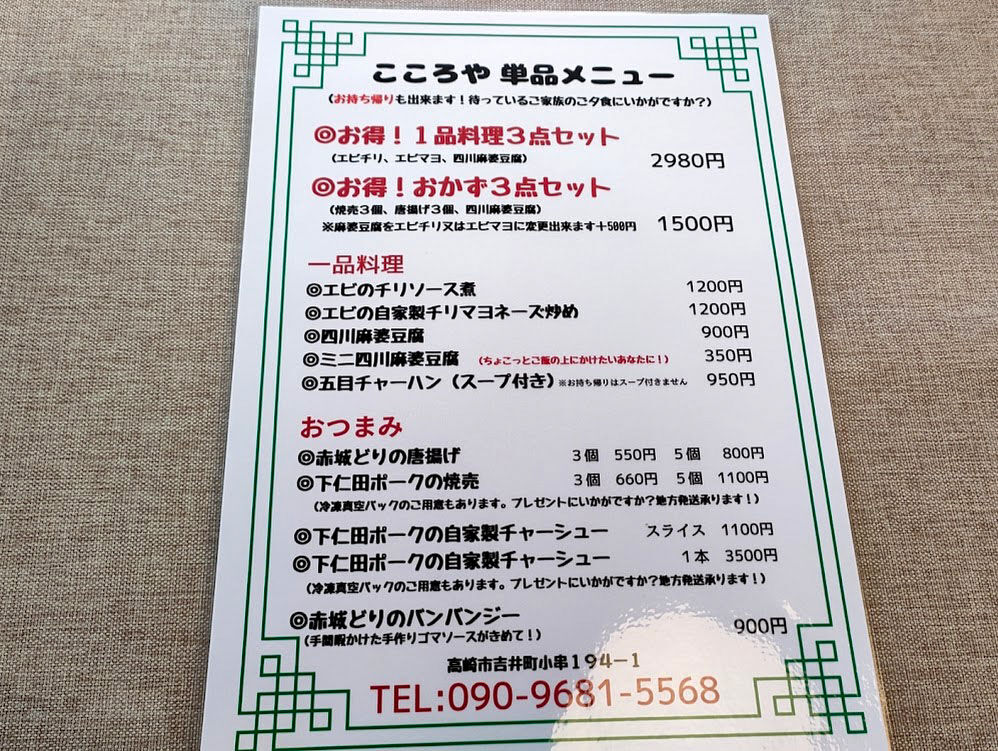 こころや 単品メニュー
(お持ち帰りも出来ます!待っているご家族のご夕食にいかがですか?)
◎お得!1品料理3点セット
(エビチリ、エビマヨ、四川麻婆豆腐) 2980円
◎お得!おかず3点セット
(焼売3個、唐揚げ3個、四川麻婆豆腐)
※麻婆豆腐をエビチリ又はエビマヨに変更出来ます+500円 1500円
一品料理
◎エビのチリソース煮 1200円
◎エビの自家製チリマヨネーズ炒め 1200円
◎四川麻婆豆腐 900円
◎ミニ四川麻婆豆腐 (ちょこっとご飯の上にかけたいあなたに!) 350円
◎五目チャーハン(スープ付き)※お持ち帰りはスープ付きません 950円
おつまみ
◎赤城どりの唐揚げ 3個 550円 5個 800円
◎下仁田ポークの焼売 3個 660円 5個 1100円
(冷凍真空パックのご用意もあります。プレゼントにいかがですか?地方発送承ります!)
◎下仁田ポークの自家製チャーシュー スライス 1100円
◎下仁田ポークの自家製チャーシュー 1本 3500円
(冷凍真空パックのご用意もあります。プレゼントにいかがですか?地方発送承ります!)
◎赤城どりのバンバンジー 900円
(手間暇かけた手作りゴマソースがきめて!)
高崎市吉井町小串194-1
TEL:090-9681-5568